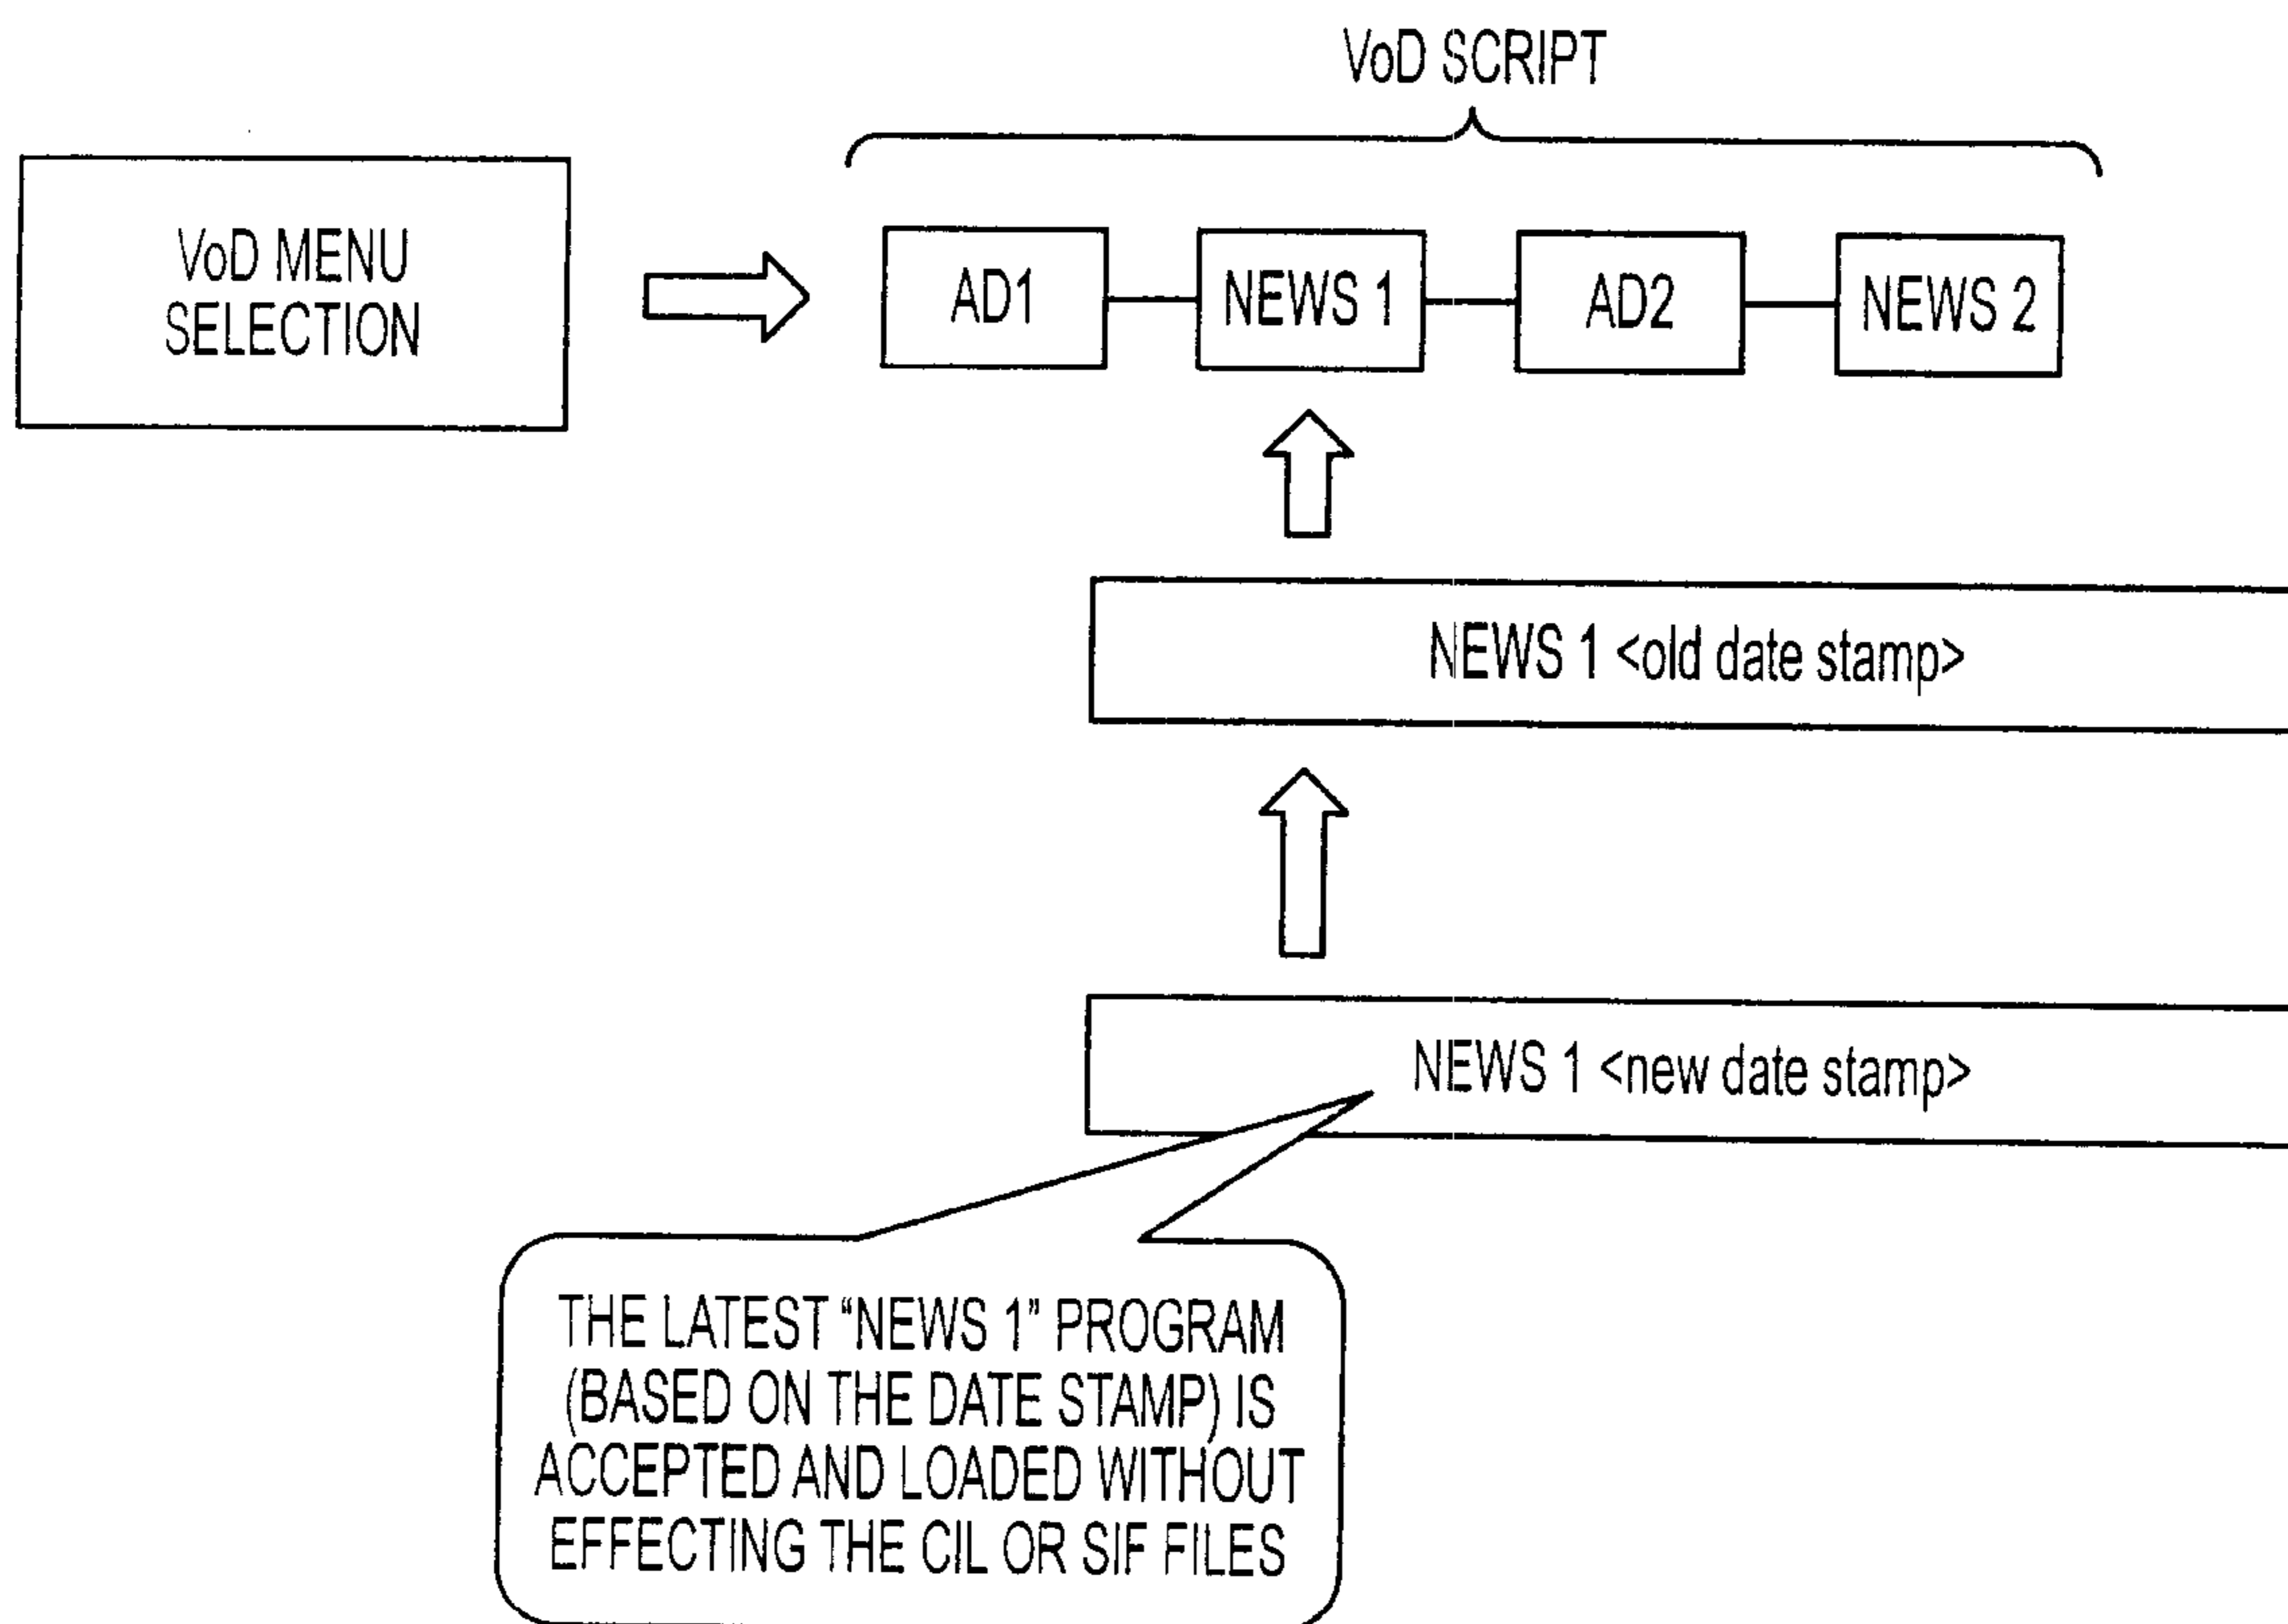 VoD SCRIPT
VoD MENU
SELECTION
AD1
NEWS 1
AD2
NEWS 2
NEWS 1 <old date stamp>
NEWS 1 <new date stamp>
THE LATEST “NEWS 1” PROGRAM
(BASED ON THE DATE STAMP) IS
ACCEPTED AND LOADED WITHOUT
EFFECTING THE CIL OR SIF FILES